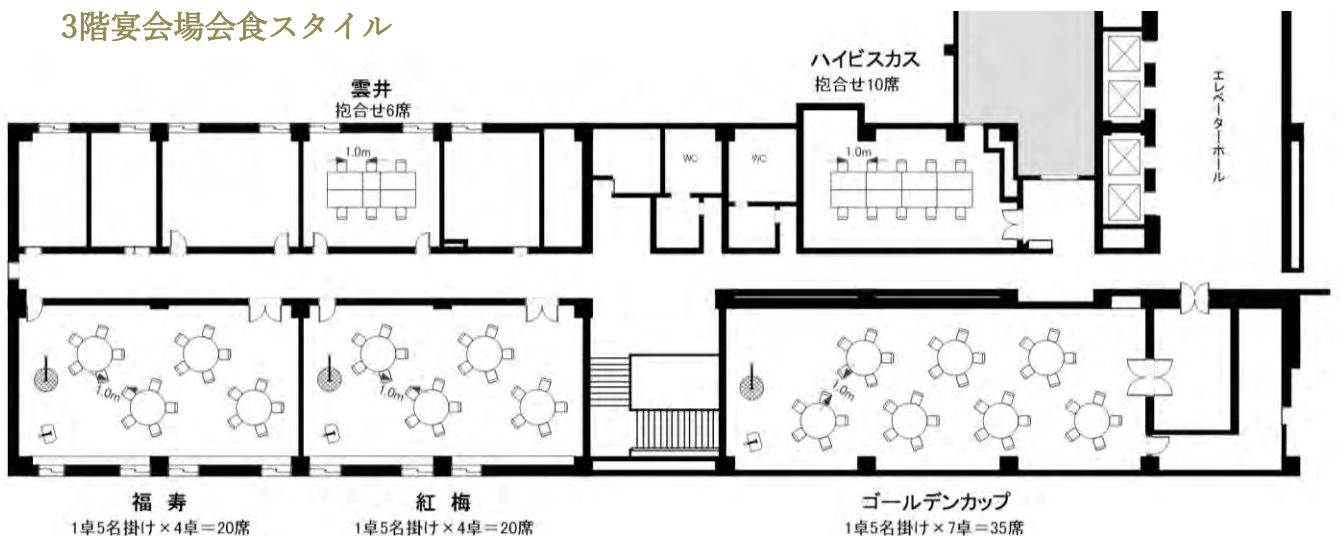 3階宴会場会食スタイル
雲井
抱合せ6席
ハイビスカス
抱合せ10席
エレベーターホール
1.0m
WC
WC
1.0m
1.0m
1.0m
1.0m
福寿
1卓5名掛け×4卓=20席
紅梅
1卓5名掛け×4卓=20席
ゴールデンカップ
1卓5名掛け×7卓=35席